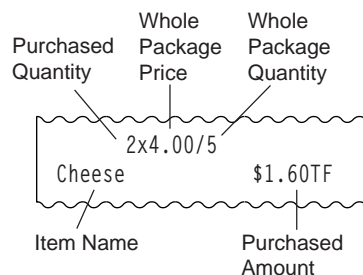 Purchased
Quantity
Whole
Package
Price
Whole
Package
Quantity
2x4.00/5
Cheese $1.60TF
Item Name
Purchased
Amount